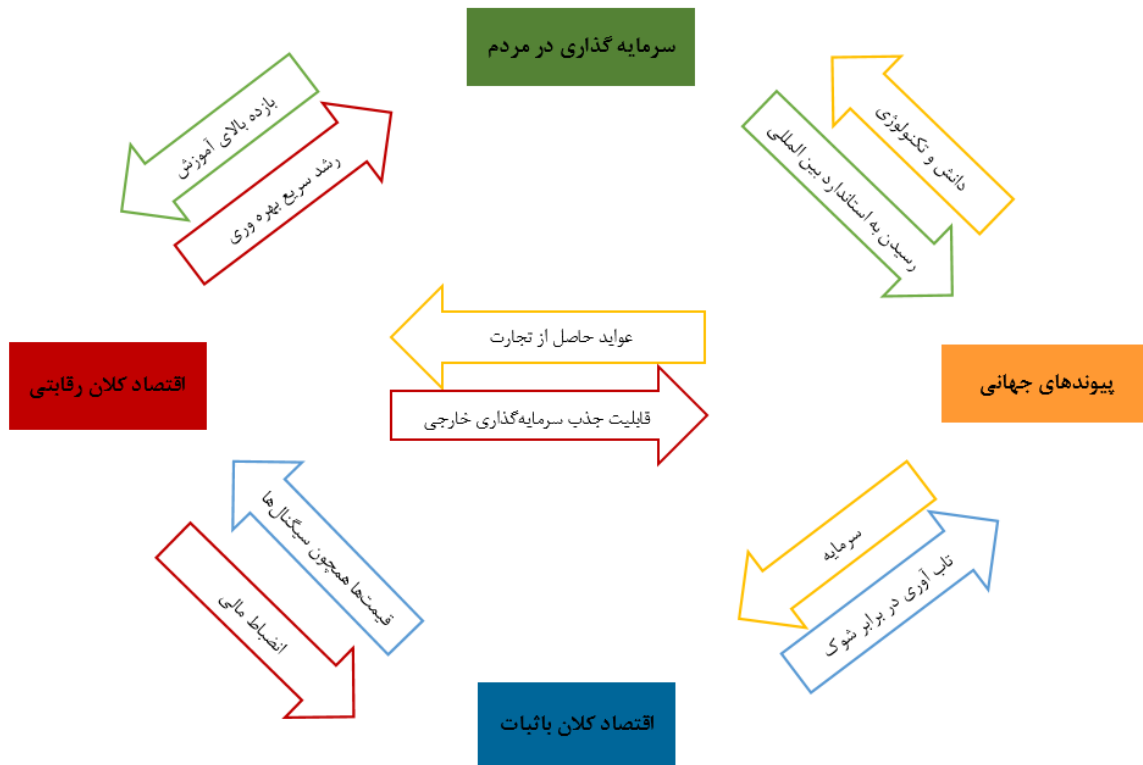 سرمایه گذاری در مردم
بازده بالای آموزش
رشد سریع بهره وری
دانش و تکنولوژی
رسیدن به استاندارد بین المللی
عواید حاصل از تجارت
قابلیت جذب سرمایه‌گذاری خارجی
پیوندهای جهانی
اقتصاد کلان رقابتی
سرمایه
تاب آوری در برابر شوک
قیمت‌ها همچون سیگنال‌ها
انضباط مالی
اقتصاد کلان باثبات